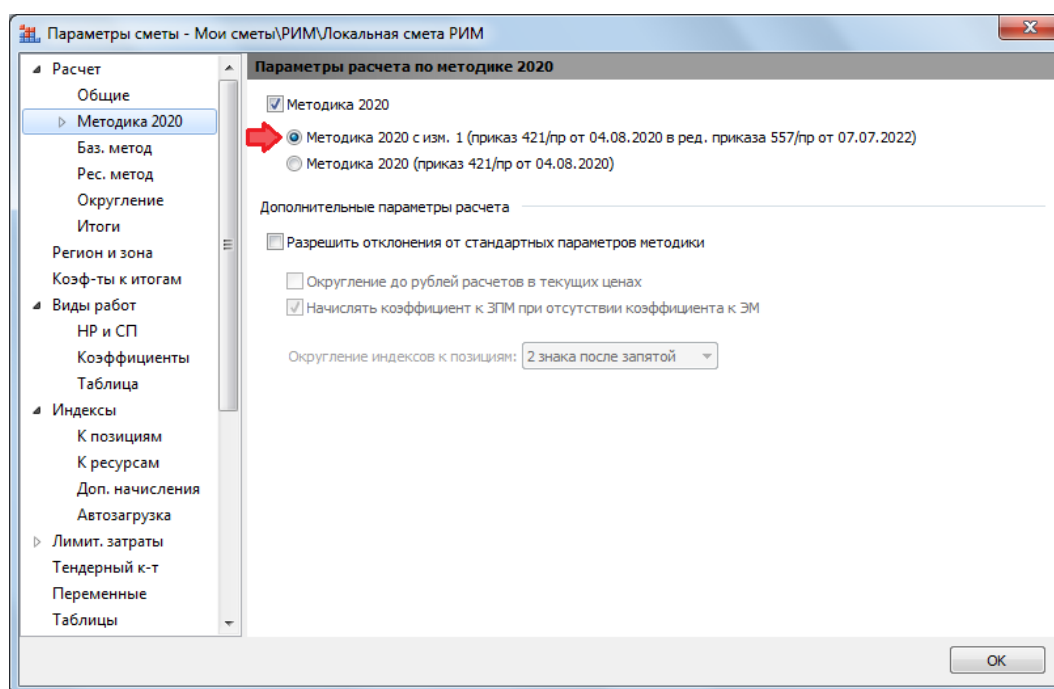 Параметры сметы - Мои сметы\РИМ\Локальная смета РИМ
Расчет
Общие
Методика 2020
Баз. метод
Рес. метод
Округление
Итоги
Регион и зона
Коэф-ты к итогам
Виды работ
НР и СП
Коэффициенты
Таблица
Индексы
К позициям
К ресурсам
Доп. начисления
Автозагрузка
Лимит. затраты
Тендерный к-т
Переменные
Таблицы
Параметры расчета по методике 2020
Методика 2020
Методика 2020 с изм. 1 (приказ 421/пр от 04.08.2020 в ред. приказа 557/пр от 07.07.2022)
Методика 2020 (приказ 421/пр от 04.08.2020)
Дополнительные параметры расчета
Разрешить отклонения от стандартных параметров методики
Округление до рублей расчетов в текущих ценах
Начислять коэффициент к ЗПМ при отсутствии коэффициента к ЭМ
Округление индексов к позициям: 2 знака после запятой
ОК